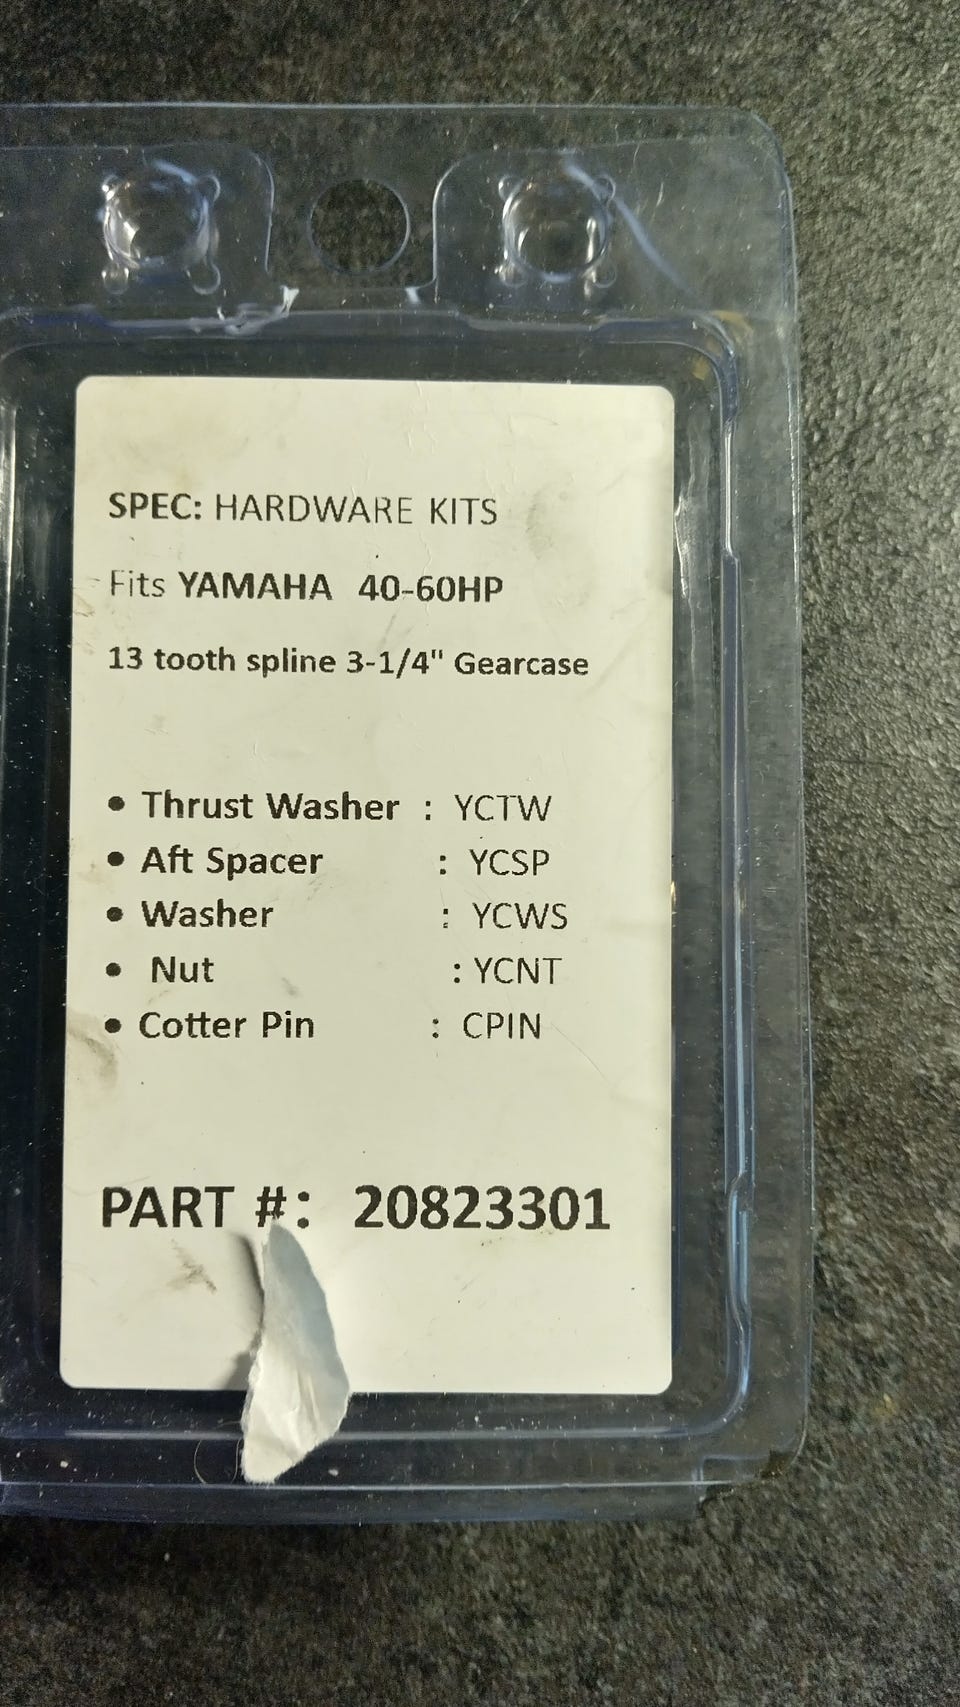 SPEC: HARDWARE KITS
Fits YAMAHA 40-60HP
13 tooth spline 3-1/4" Gearcase
• Thrust Washer : YCTW
• Aft Spacer : YCSP
• Washer : YCWS
• Nut : YCNT
• Cotter Pin : CPIN
PART #: 20823301